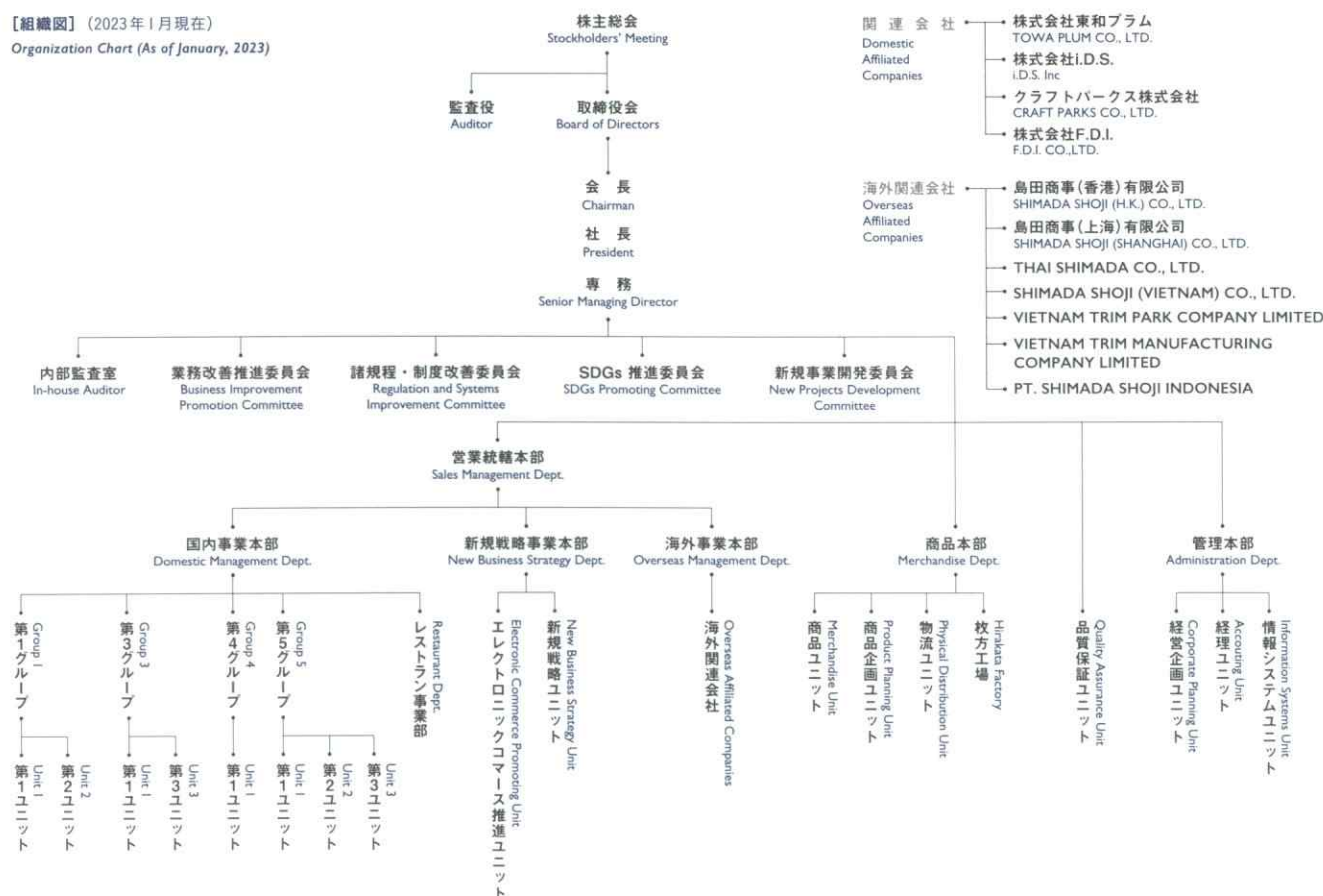 [組織図] (2023年1月現在)
Organization Chart (As of January, 2023)
株主総会
Stockholders' Meeting
監査役
Auditor
取締役会
Board of Directors
会 長
Chairman
社 長
President
専 務
Senior Managing Director
関 連 会 社
Domestic
Affiliated
Companies
株式会社東和プラム
TOWA PLUM CO., LTD.
株式会社i.D.S.
i.D.S. Inc
クラフトパークス株式会社
CRAFT PARKS CO., LTD.
株式会社F.D.I.
F.D.I. CO.,LTD.
海外関連会社
Overseas
Affiliated
Companies
島田商事(香港)有限公司
SHIMADA SHOJI (H.K.) CO., LTD.
島田商事(上海)有限公司
SHIMADA SHOJI (SHANGHAI) CO., LTD.
THAI SHIMADA CO., LTD.
SHIMADA SHOJI (VIETNAM) CO., LTD.
VIETNAM TRIM PARK COMPANY LIMITED
VIETNAM TRIM MANUFACTURING
COMPANY LIMITED
PT. SHIMADA SHOJI INDONESIA
内部監査室
In-house Auditor
業務改善推進委員会
Business Improvement
Promotion Committee
諸規程・制度改善委員会
Regulation and Systems
Improvement Committee
SDGs 推進委員会
SDGs Promoting Committee
新規事業開発委員会
New Projects Development
Committee
営業統轄本部
Sales Management Dept.
国内事業本部
Domestic Management Dept.
新規戦略事業本部
New Business Strategy Dept.
海外事業本部
Overseas Management Dept.
商品本部
Merchandise Dept.
管理本部
Administration Dept.
第1グループ
Group 1
第3グループ
Group 3
第4グループ
Group 4
第5グループ
Group 5
レストラン事業部
Restaurant Dept.
エレクトロニックコマース推進ユニット
Electronic Commerce Promoting Unit
新規戦略ユニット
New Business Strategy Unit
海外関連会社
Overseas Affiliated Companies
商品ユニット
Merchandise Unit
商品企画ユニット
Product Planning Unit
物流ユニット
Physical Distribution Unit
枚方工場
Hirakata Factory
品質保証ユニット
Quality Assurance Unit
経営企画ユニット
Corporate Planning Unit
経理ユニット
Accouting Unit
情報システムユニット
Information Systems Unit
第1ユニット
Unit 1
第2ユニット
Unit 2
第1ユニット
Unit 1
第3ユニット
Unit 3
第1ユニット
Unit 1
第1ユニット
Unit 1
第2ユニット
Unit 2
第3ユニット
Unit 3